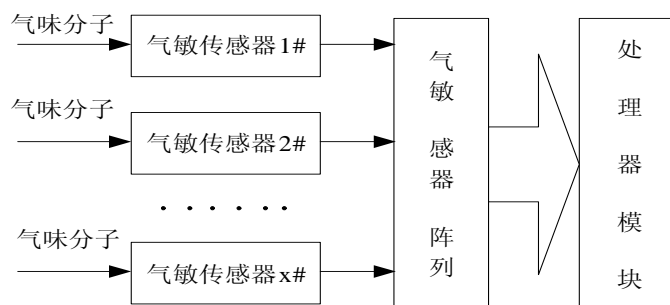 气味分子
气敏传感器1#
气味分子
气敏传感器2#
......
气味分子
气敏传感器x#
气敏感器阵列
处理器模块